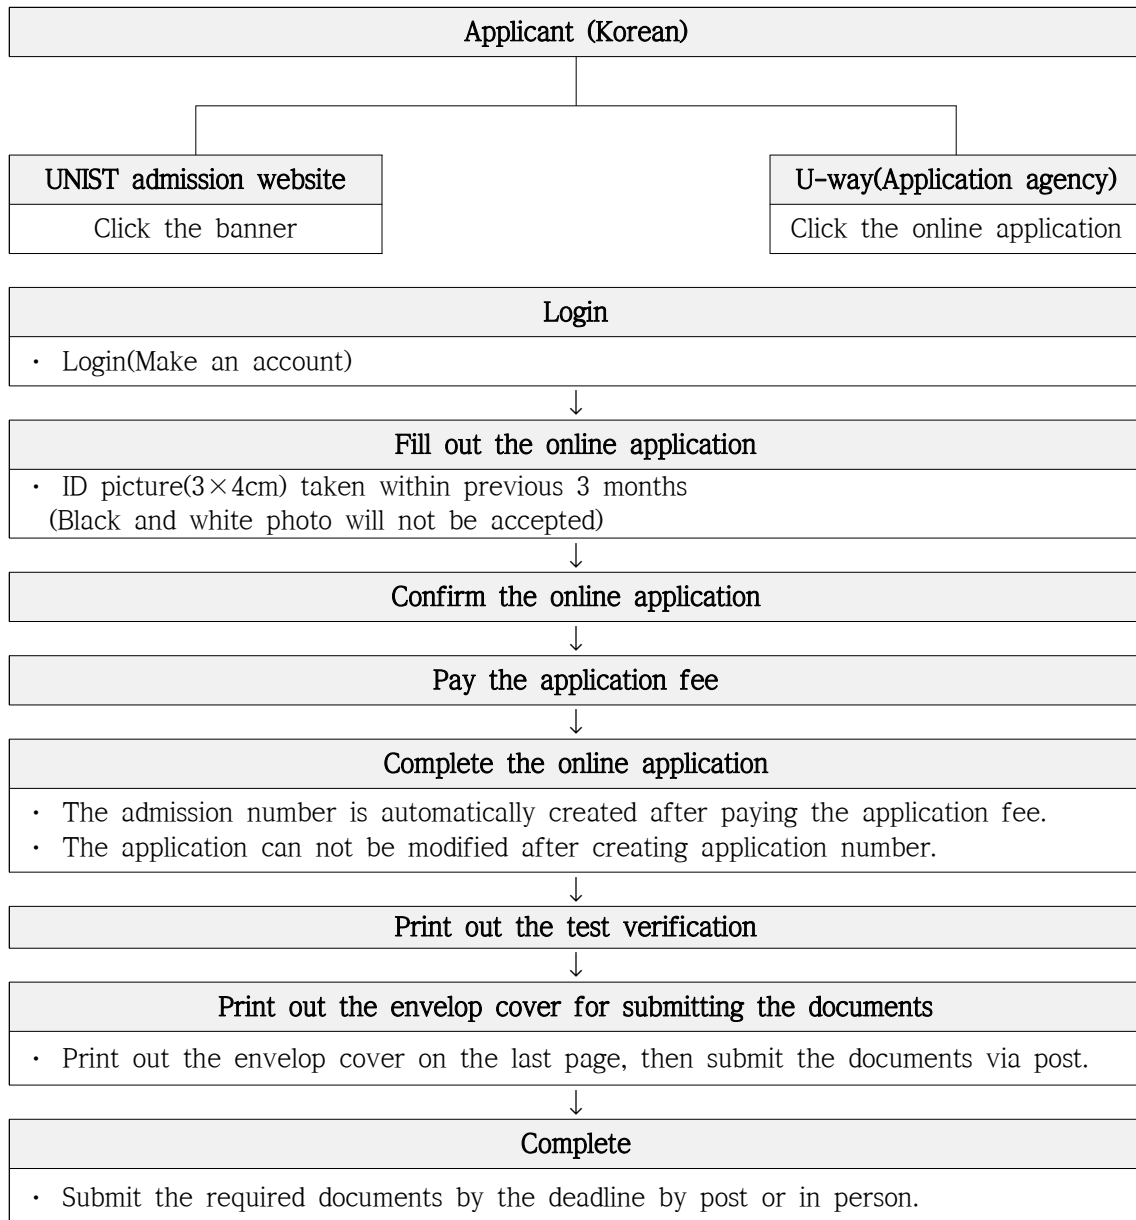 Applicant (Korean)
UNIST admission website
Click the banner
U-way(Application agency)
Click the online application
Login
· Login(Make an account)
↓
Fill out the online application
· ID picture(3×4cm) taken within previous 3 months
(Black and white photo will not be accepted)
↓
Confirm the online application
↓
Pay the application fee
↓
Complete the online application
· The admission number is automatically created after paying the application fee.
· The application can not be modified after creating application number.
↓
Print out the test verification
↓
Print out the envelop cover for submitting the documents
· Print out the envelop cover on the last page, then submit the documents via post.
↓
Complete
· Submit the required documents by the deadline by post or in person.